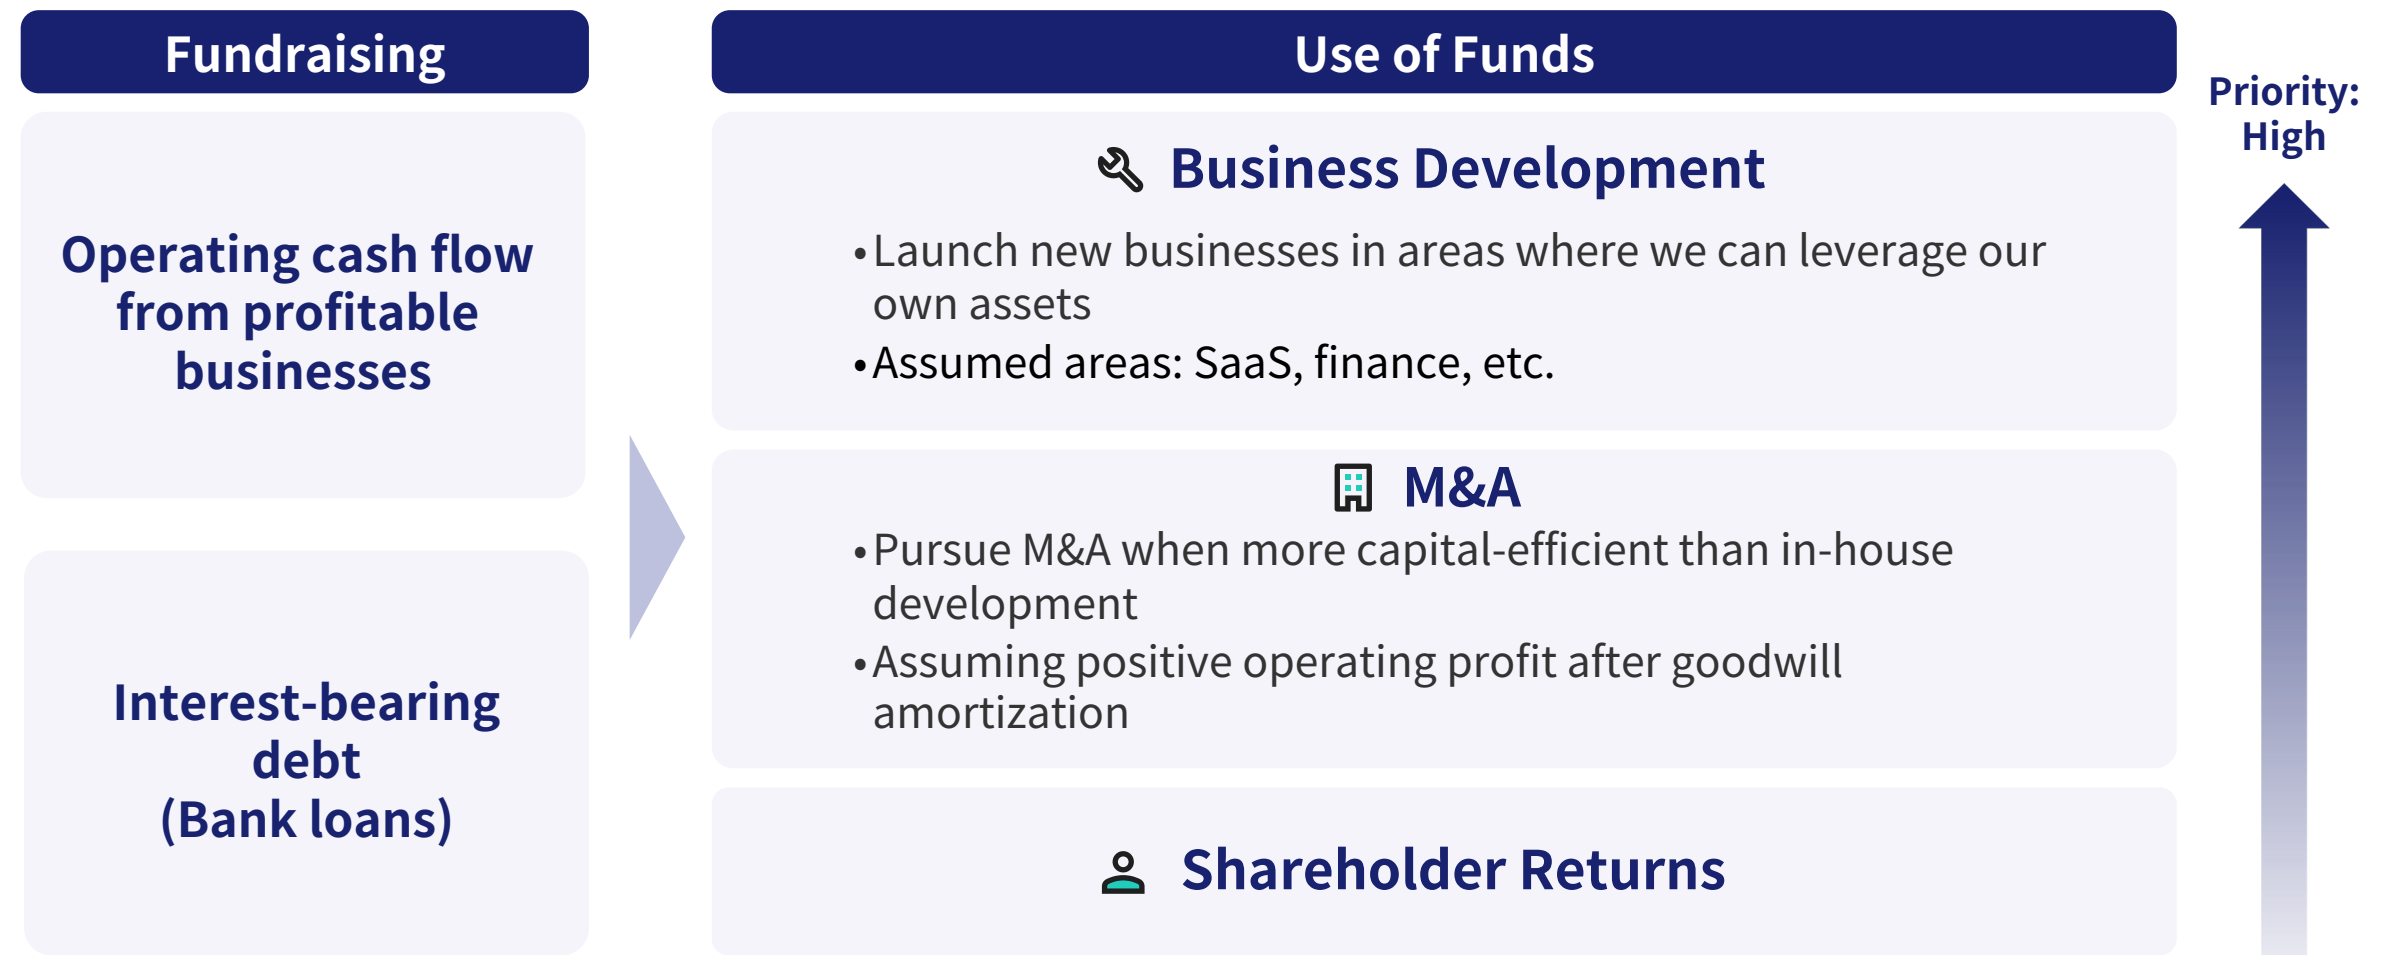 Fundraising
Operating cash flow
from profitable
businesses
Interest-bearing
debt
(Bank loans)
Use of Funds
Business Development
•Launch new businesses in areas where we can leverage our
own assets
•Assumed areas: SaaS, finance, etc.
M&A
•Pursue M&A when more capital-efficient than in-house
development
•Assuming positive operating profit after goodwill
amortization
Shareholder Returns
Priority:
High